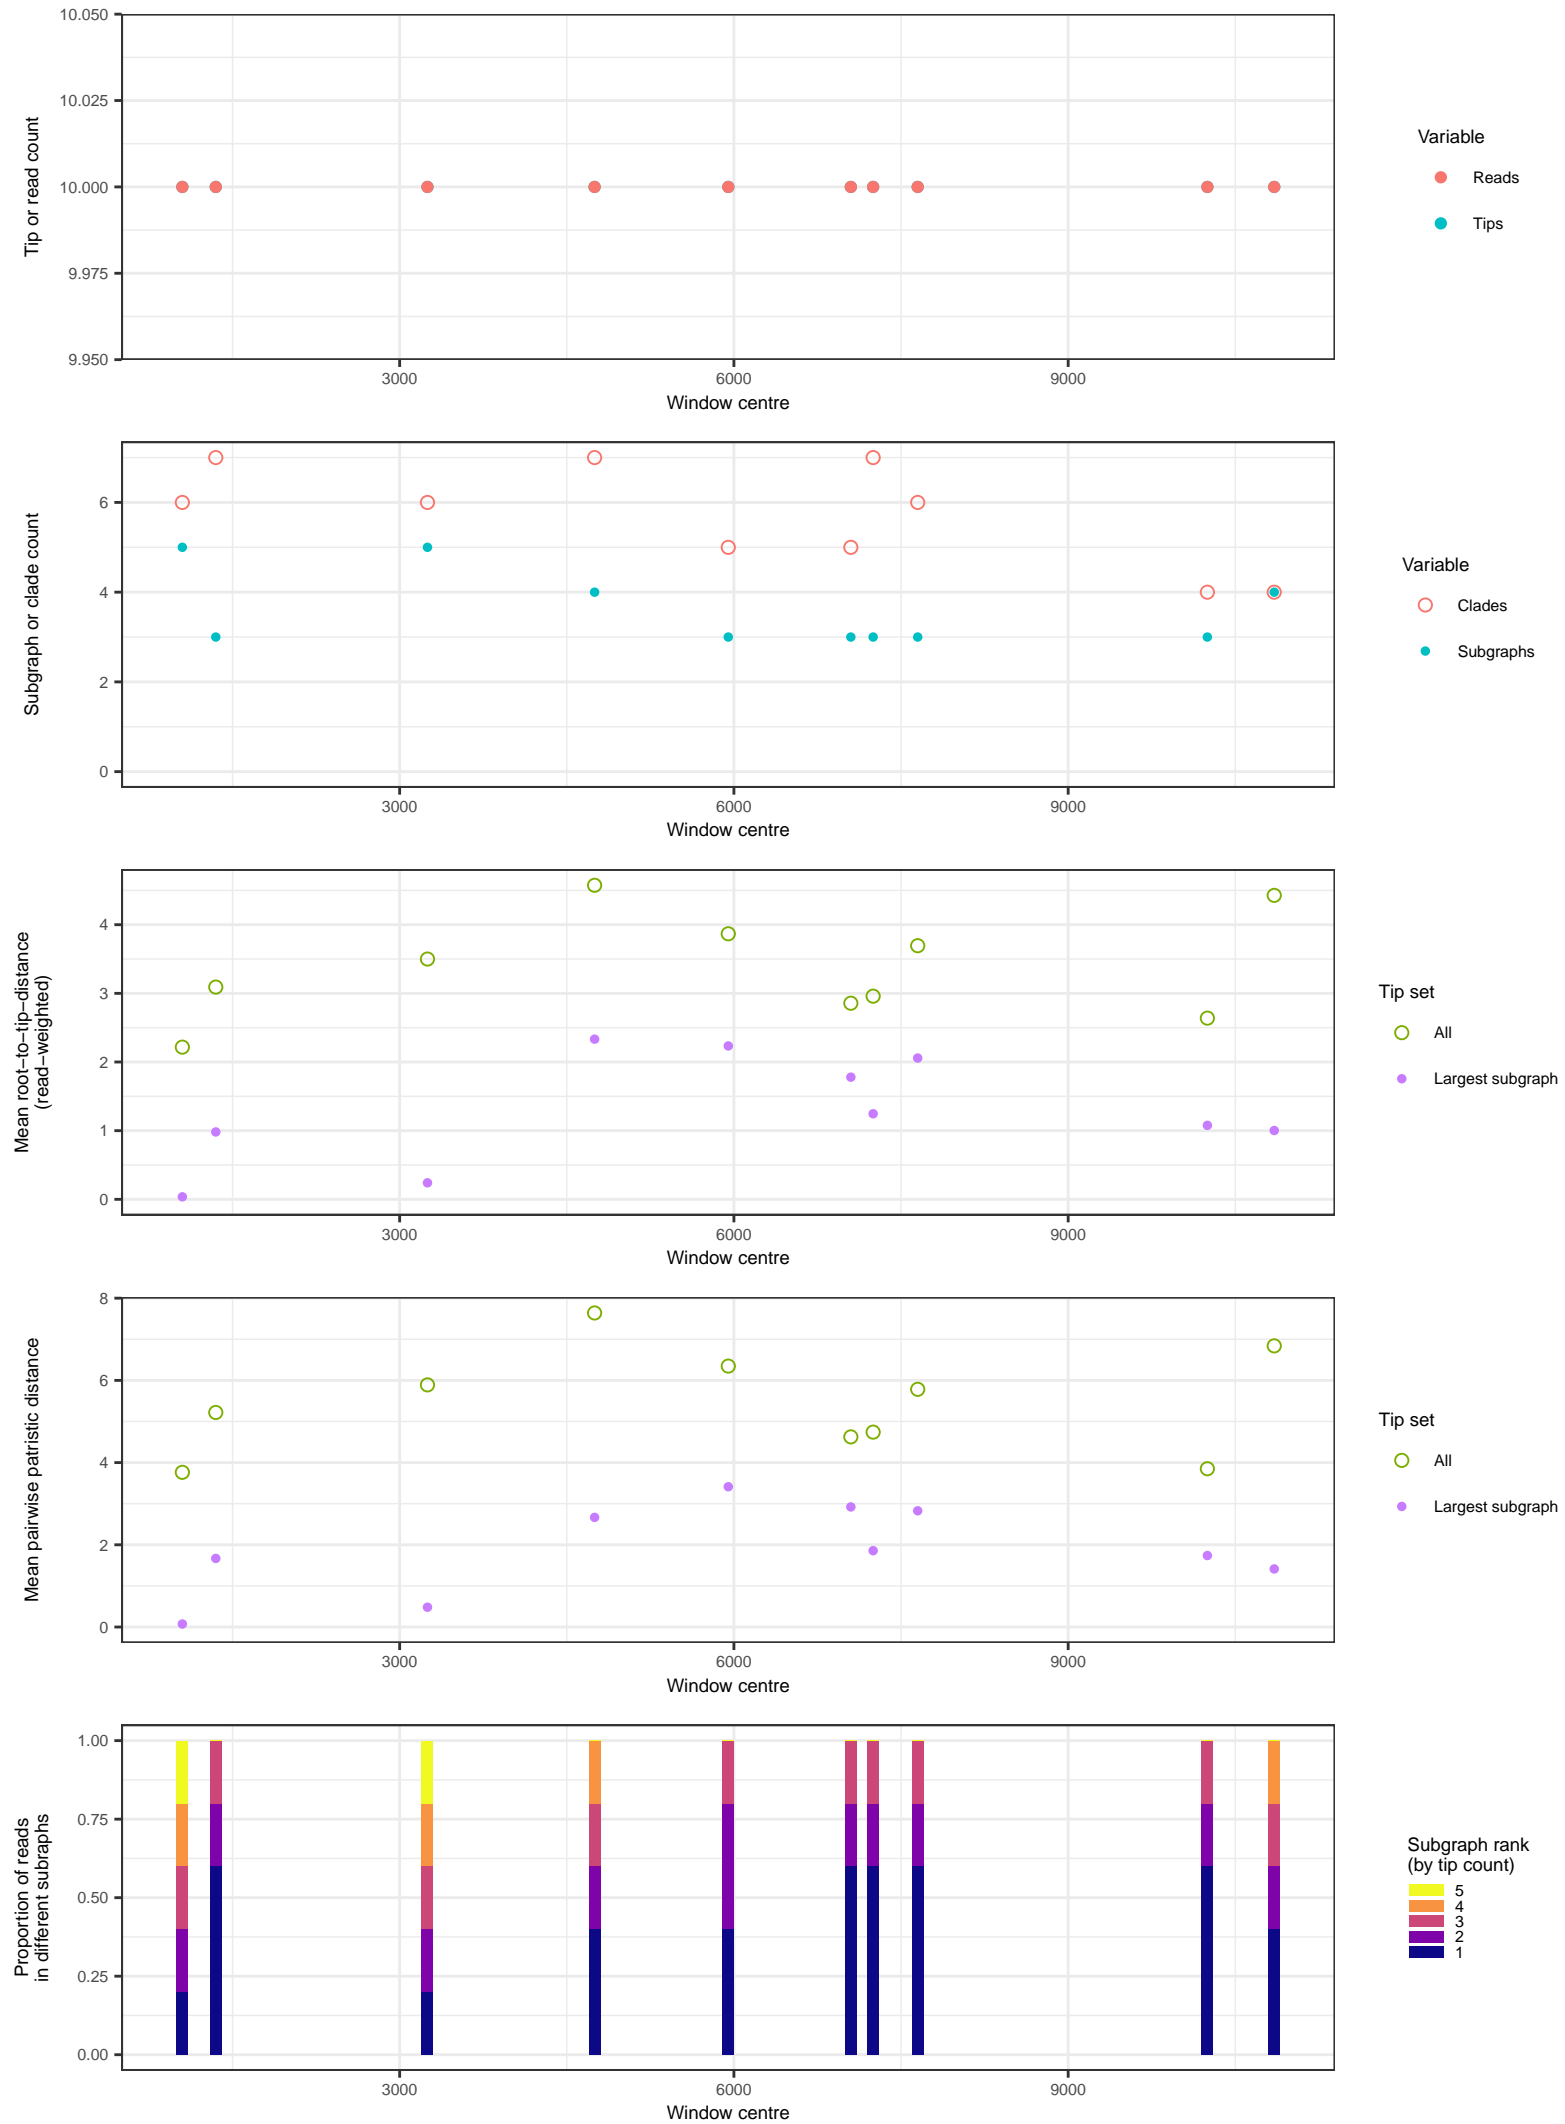 10.050
10.025
10.000
9.975
9.950
Tip or read count
3000
6000
9000
Window centre
Variable
Reads
Tips
6
4
2
0
Subgraph or clade count
3000
6000
9000
Window centre
Variable
Clades
Subgraphs
4
3
2
1
0
Mean root−to−tip−distance
(read−weighted)
3000
6000
9000
Window centre
Tip set
All
Largest subgraph
8
6
4
2
0
Mean pairwise patristic distance
3000
6000
9000
Window centre
Tip set
All
Largest subgraph
1.00
0.75
0.50
0.25
0.00
Proportion of reads
in different subraphs
3000
6000
9000
Window centre
Subgraph rank
(by tip count)
5
4
3
2
1